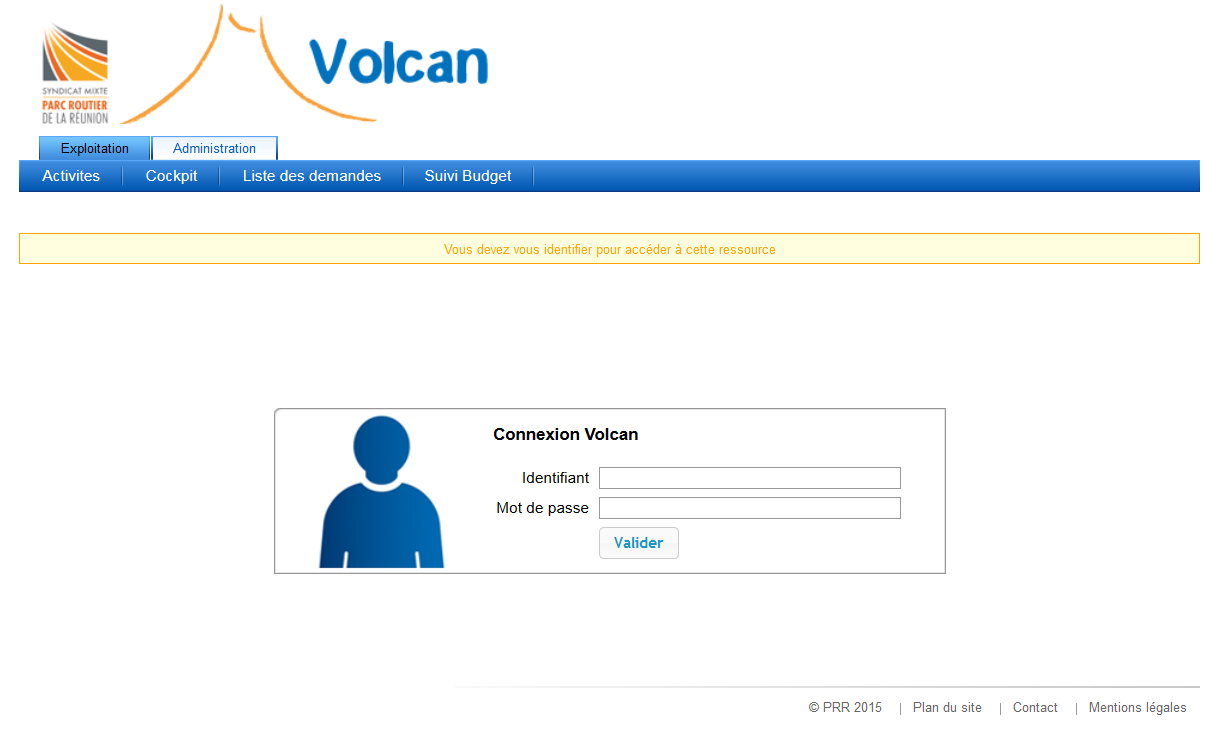 SYNDICAT MIXTE
PARC ROUTIER
DE LA RÉUNION
Volcan
Exploitation Administration
Activites Cockpit Liste des demandes Suivi Budget
Vous devez vous identifier pour accéder à cette ressource
Connexion Volcan
Identifiant
Mot de passe
Valider
© PRR 2015 | Plan du site | Contact | Mentions légales